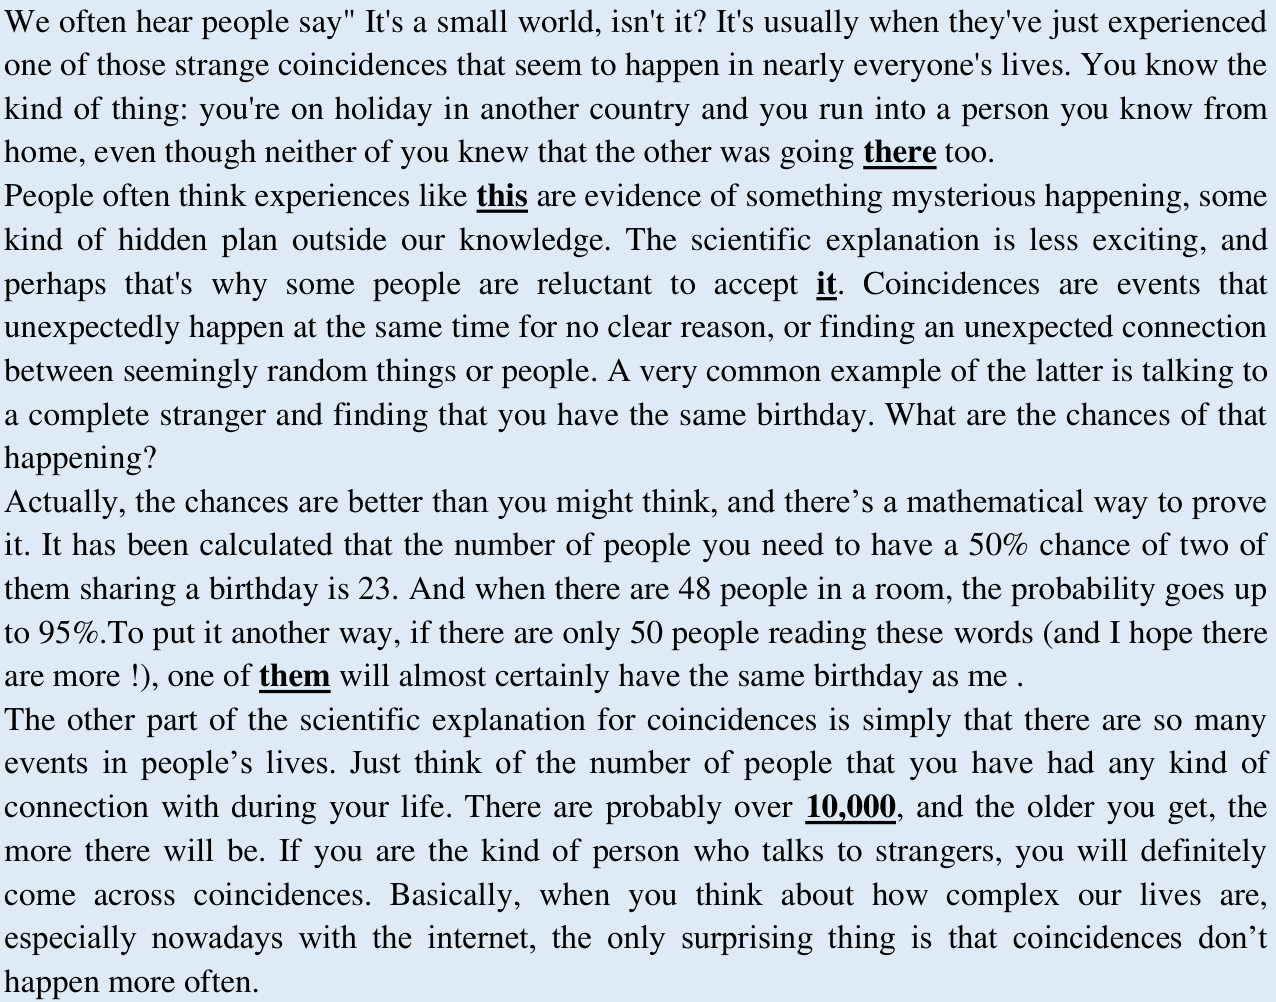 We often hear people say" It's a small world, isn't it? It's usually when they've just experienced
one of those strange coincidences that seem to happen in nearly everyone's lives. You know the
kind of thing: you're on holiday in another country and you run into a person you know from
home, even though neither of you knew that the other was going there too.
People often think experiences like this are evidence of something mysterious happening, some
kind of hidden plan outside our knowledge. The scientific explanation is less exciting, and
perhaps that's why some people are reluctant to accept it. Coincidences are events that
unexpectedly happen at the same time for no clear reason, or finding an unexpected connection
between seemingly random things or people. A very common example of the latter is talking to
a complete stranger and finding that you have the same birthday. What are the chances of that
happening?
Actually, the chances are better than you might think, and there’s a mathematical way to prove
it. It has been calculated that the number of people you need to have a 50% chance of two of
them sharing a birthday is 23. And when there are 48 people in a room, the probability goes up
to 95%.To put it another way, if there are only 50 people reading these words (and I hope there
are more !), one of them will almost certainly have the same birthday as me .
The other part of the scientific explanation for coincidences is simply that there are so many
events in people’s lives. Just think of the number of people that you have had any kind of
connection with during your life. There are probably over 10,000, and the older you get, the
more there will be. If you are the kind of person who talks to strangers, you will definitely
come across coincidences. Basically, when you think about how complex our lives are,
especially nowadays with the internet, the only surprising thing is that coincidences don’t
happen more often.